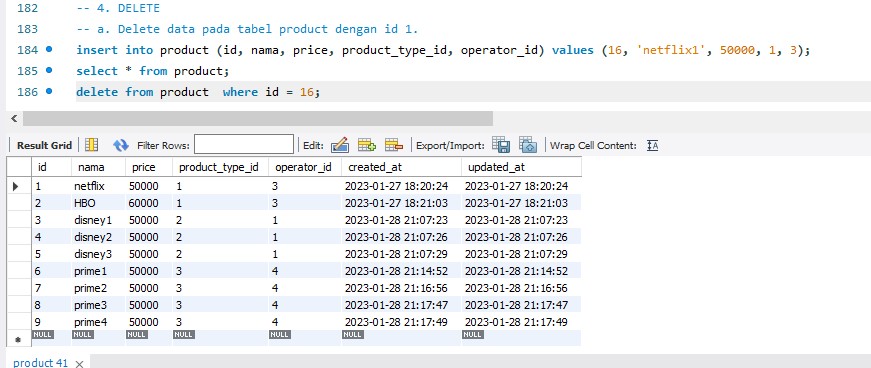 182 -- 4. DELETE
183 -- a. Delete data pada tabel product dengan id 1.
184 insert into product (id, nama, price, product_type_id, operator_id) values (16, 'netflix1', 50000, 1, 3);
185 select * from product;
186 delete from product  where id = 16;
Result Grid Filter Rows: Edit: Export/Import: Wrap Cell Content:
id nama price product_type_id operator_id created_at updated_at
1 netflix 50000 1 3 2023-01-27 18:20:24 2023-01-27 18:20:24
2 HBO 60000 1 3 2023-01-27 18:21:03 2023-01-27 18:21:03
3 disney1 50000 2 1 2023-01-28 21:07:23 2023-01-28 21:07:23
4 disney2 50000 2 1 2023-01-28 21:07:26 2023-01-28 21:07:26
5 disney3 50000 2 1 2023-01-28 21:07:29 2023-01-28 21:07:29
6 prime1 50000 3 4 2023-01-28 21:14:52 2023-01-28 21:14:52
7 prime2 50000 3 4 2023-01-28 21:16:56 2023-01-28 21:16:56
8 prime3 50000 3 4 2023-01-28 21:17:47 2023-01-28 21:17:47
9 prime4 50000 3 4 2023-01-28 21:17:49 2023-01-28 21:17:49
NULL NULL NULL NULL NULL NULL NULL
product 41